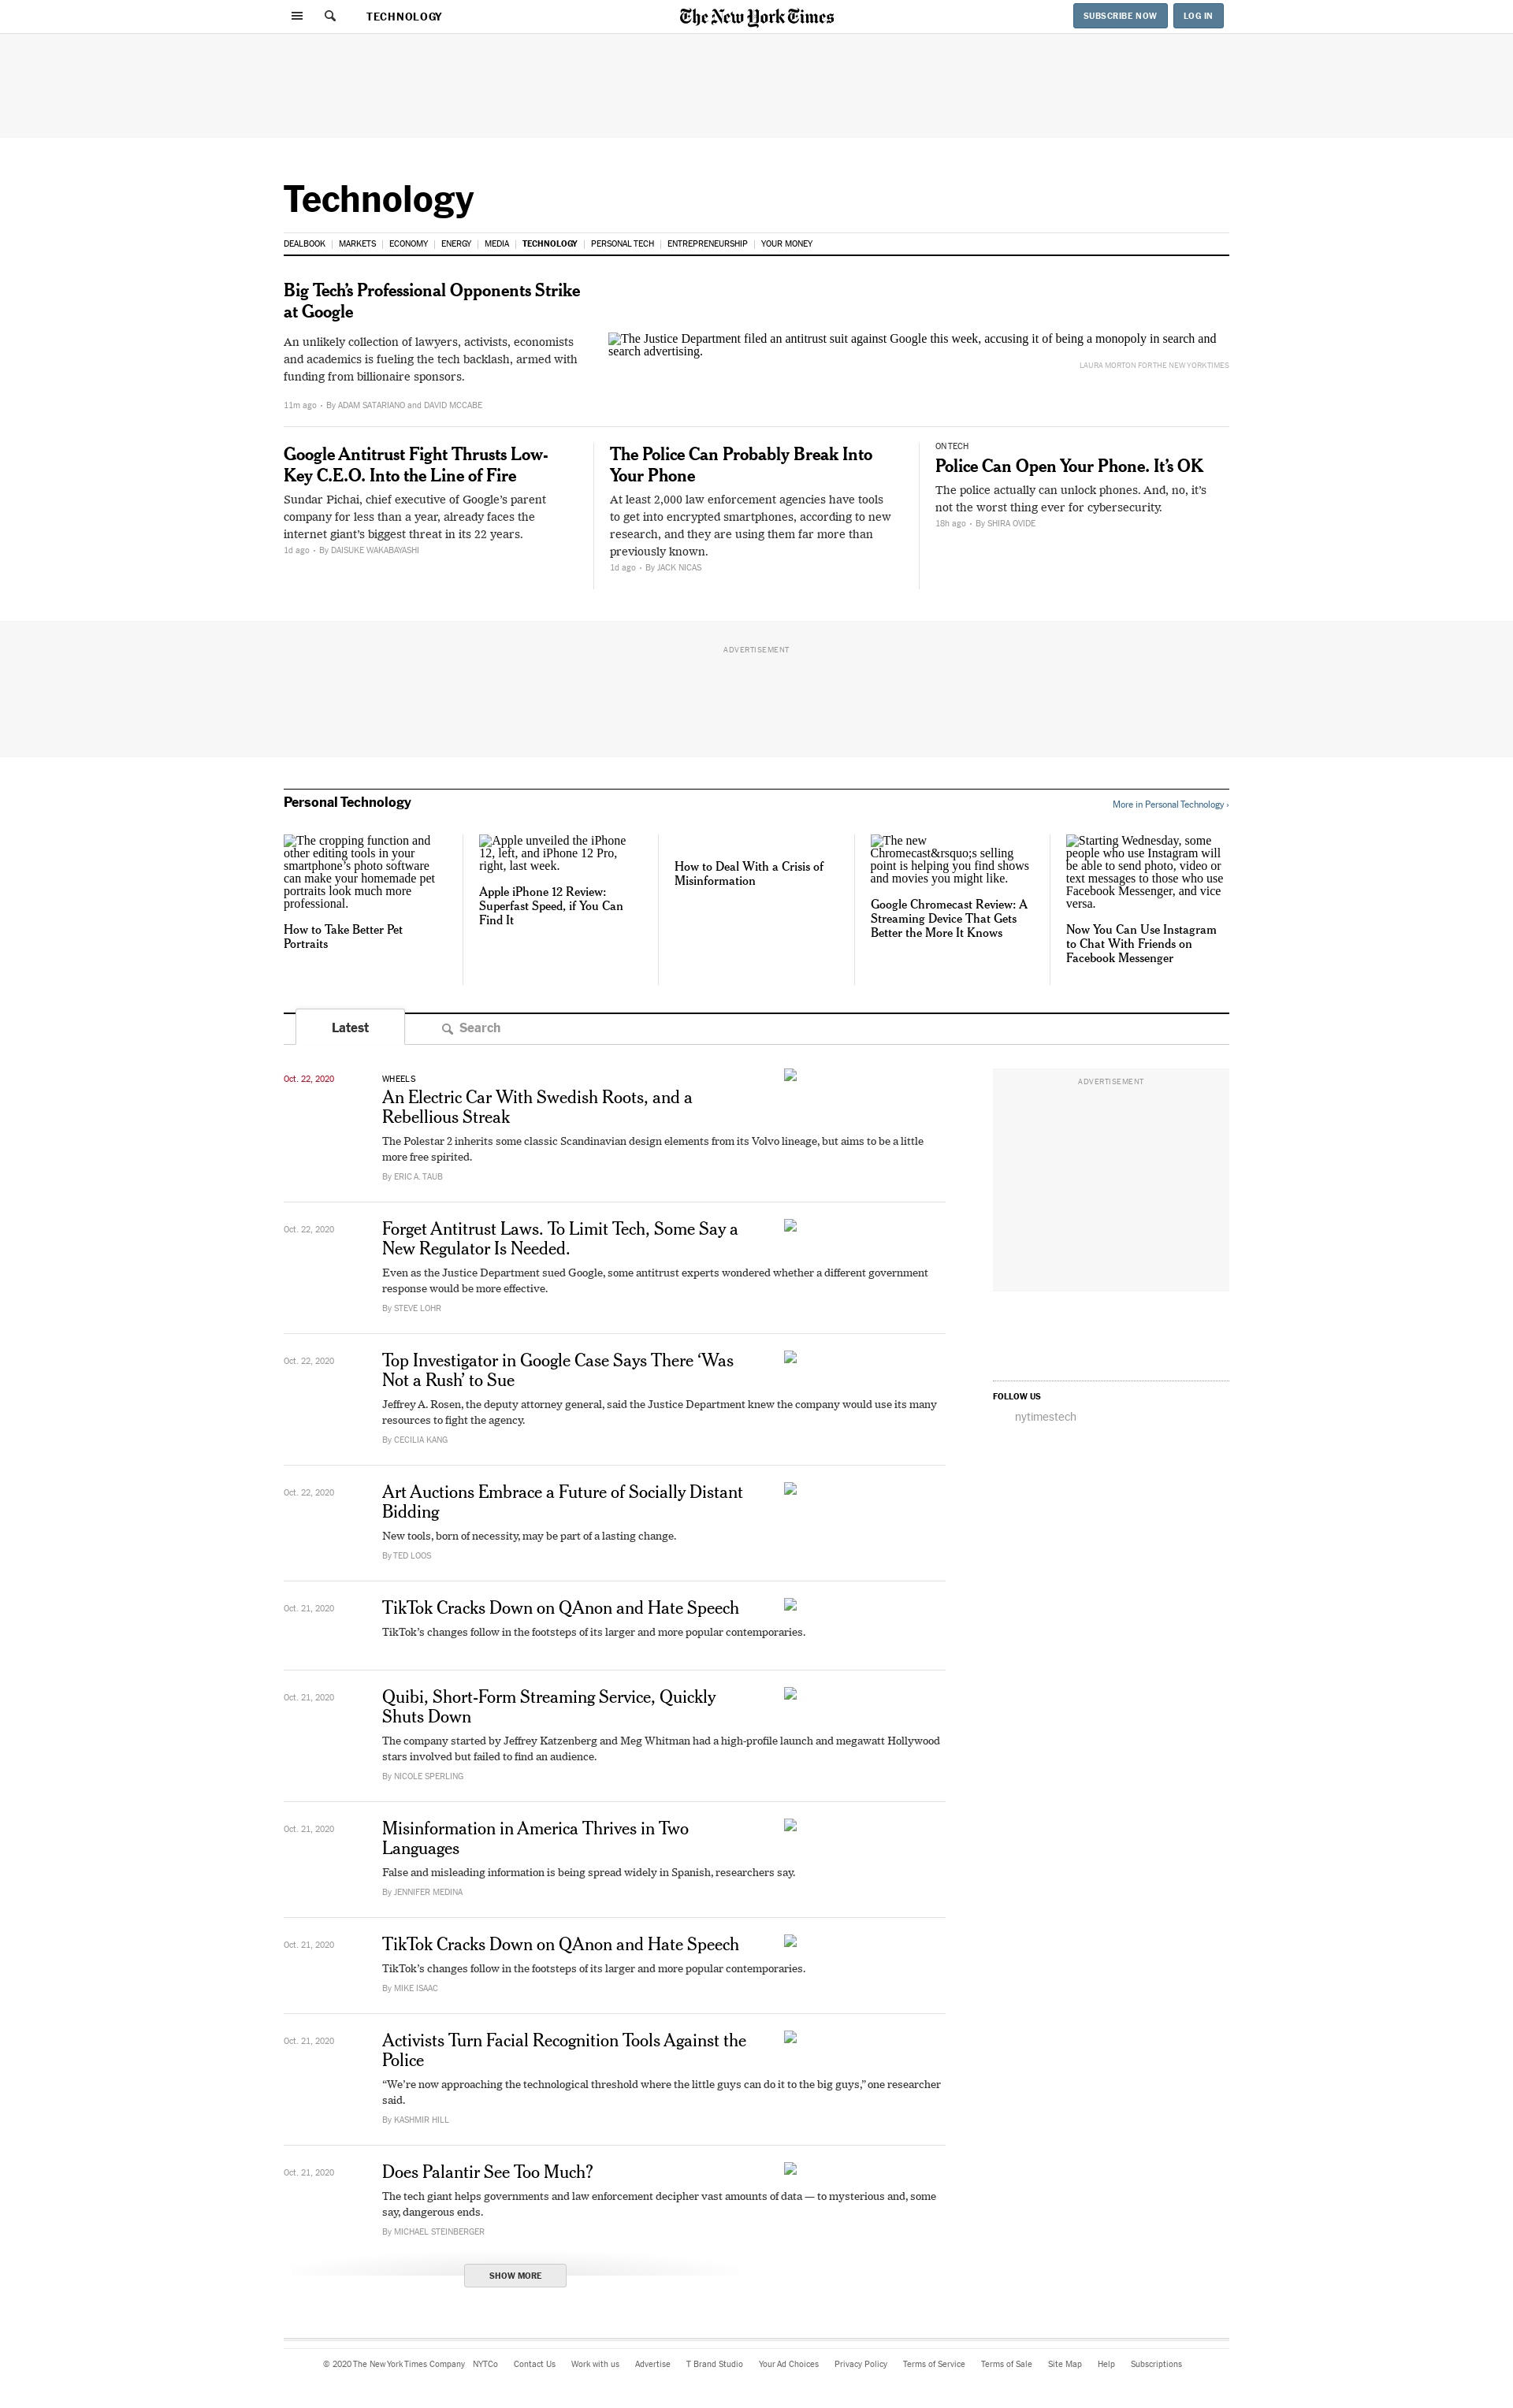 TECHNOLOGY
The New York Times
SUBSCRIBE NOW
LOG IN
Technology
DEALBOOK
MARKETS
ECONOMY
ENERGY
MEDIA
TECHNOLOGY
PERSONAL TECH
ENTREPRENEURSHIP
YOUR MONEY
Big Tech’s Professional Opponents Strike
at Google
An unlikely collection of lawyers, activists, economists
and academics is fueling the tech backlash, armed with
funding from billionaire sponsors.
11m ago • By ADAM SATARIANO and DAVID MCCABE
The Justice Department filed an antitrust suit against Google this week, accusing it of being a monopoly in search and
search advertising.
LAURA MORTON FOR THE NEW YORK TIMES
Google Antitrust Fight Thrusts Low-
Key C.E.O. Into the Line of Fire
Sundar Pichai, chief executive of Google’s parent
company for less than a year, already faces the
internet giant’s biggest threat in its 22 years.
1d ago • By DAISUKE WAKABAYASHI
The Police Can Probably Break Into
Your Phone
At least 2,000 law enforcement agencies have tools
to get into encrypted smartphones, according to new
research, and they are using them far more than
previously known.
1d ago • By JACK NICAS
ON TECH
Police Can Open Your Phone. It’s OK
The police actually can unlock phones. And, no, it’s
not the worst thing ever for cybersecurity.
18h ago • By SHIRA OVIDE
ADVERTISEMENT
Personal Technology
More in Personal Technology ›
The cropping function and
other editing tools in your
smartphone’s photo software
can make your homemade pet
portraits look much more
professional.
How to Take Better Pet
Portraits
Apple unveiled the iPhone
12, left, and iPhone 12 Pro,
right, last week.
Apple iPhone 12 Review:
Superfast Speed, if You Can
Find It
How to Deal With a Crisis of
Misinformation
The new
Chromecast&rsquo;s selling
point is helping you find shows
and movies you might like.
Google Chromecast Review: A
Streaming Device That Gets
Better the More It Knows
Starting Wednesday, some
people who use Instagram will
be able to send photo, video or
text messages to those who use
Facebook Messenger, and vice
versa.
Now You Can Use Instagram
to Chat With Friends on
Facebook Messenger
Latest
Search
Oct. 22, 2020
WHEELS
An Electric Car With Swedish Roots, and a
Rebellious Streak
The Polestar 2 inherits some classic Scandinavian design elements from its Volvo lineage, but aims to be a little
more free spirited.
By ERIC A. TAUB
ADVERTISEMENT
Oct. 22, 2020
Forget Antitrust Laws. To Limit Tech, Some Say a
New Regulator Is Needed.
Even as the Justice Department sued Google, some antitrust experts wondered whether a different government
response would be more effective.
By STEVE LOHR
Oct. 22, 2020
Top Investigator in Google Case Says There ‘Was
Not a Rush’ to Sue
Jeffrey A. Rosen, the deputy attorney general, said the Justice Department knew the company would use its many
resources to fight the agency.
By CECILIA KANG
FOLLOW US
nytimestech
Oct. 22, 2020
Art Auctions Embrace a Future of Socially Distant
Bidding
New tools, born of necessity, may be part of a lasting change.
By TED LOOS
Oct. 21, 2020
TikTok Cracks Down on QAnon and Hate Speech
TikTok’s changes follow in the footsteps of its larger and more popular contemporaries.
Oct. 21, 2020
Quibi, Short-Form Streaming Service, Quickly
Shuts Down
The company started by Jeffrey Katzenberg and Meg Whitman had a high-profile launch and megawatt Hollywood
stars involved but failed to find an audience.
By NICOLE SPERLING
Oct. 21, 2020
Misinformation in America Thrives in Two
Languages
False and misleading information is being spread widely in Spanish, researchers say.
By JENNIFER MEDINA
Oct. 21, 2020
TikTok Cracks Down on QAnon and Hate Speech
TikTok’s changes follow in the footsteps of its larger and more popular contemporaries.
By MIKE ISAAC
Oct. 21, 2020
Activists Turn Facial Recognition Tools Against the
Police
“We’re now approaching the technological threshold where the little guys can do it to the big guys,” one researcher
said.
By KASHMIR HILL
Oct. 21, 2020
Does Palantir See Too Much?
The tech giant helps governments and law enforcement decipher vast amounts of data — to mysterious and, some
say, dangerous ends.
By MICHAEL STEINBERGER
SHOW MORE
© 2020 The New York Times Company
NYTCo
Contact Us
Work with us
Advertise
T Brand Studio
Your Ad Choices
Privacy Policy
Terms of Service
Terms of Sale
Site Map
Help
Subscriptions